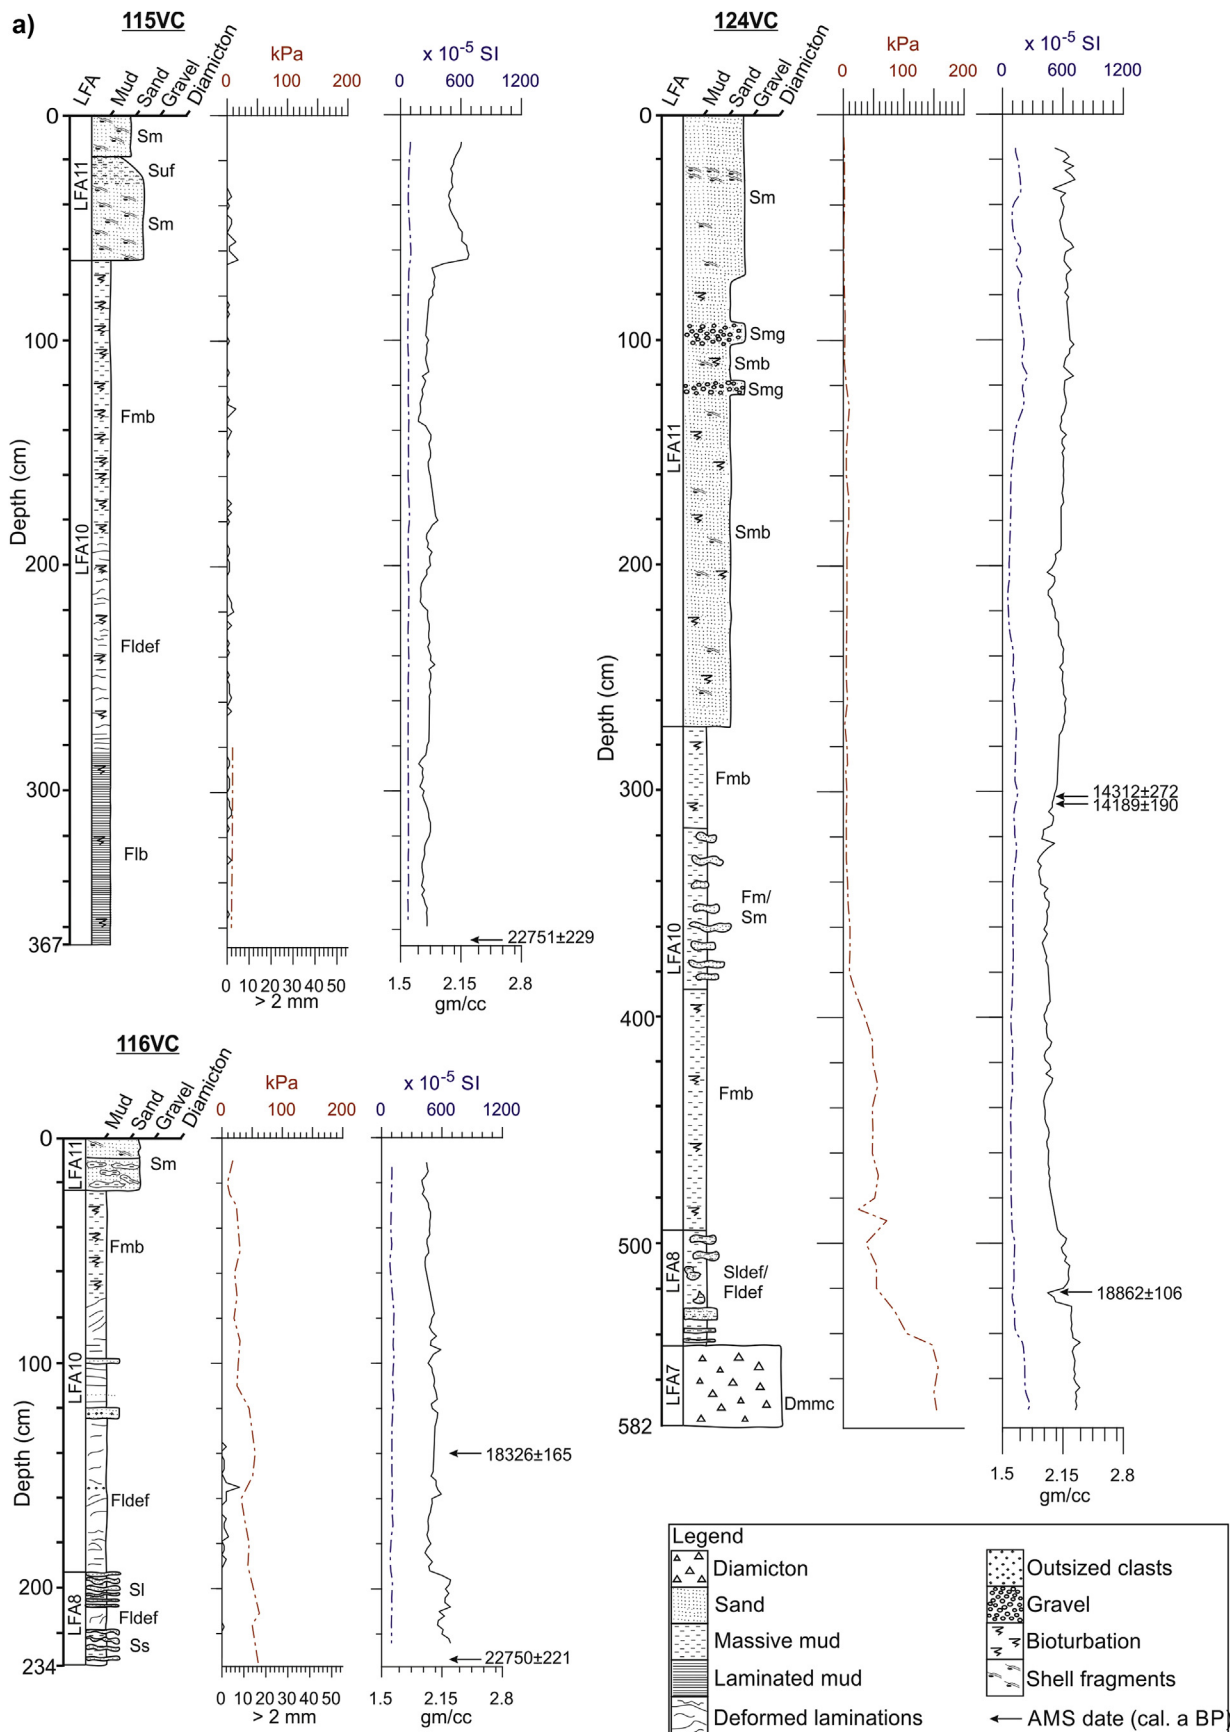 a)
115VC
LFA
Mud
Sand
Gravel
Diamicton
kPa
0 100 200
x 10-5 SI
0 600 1200
0
100
200
300
367
Depth (cm)
LFA11
LFA10
Sm
Suf
Sm
Fmb
Fldef
Flb
22751±229
0 10 20 30 40 50
> 2 mm
1.5 2.15 2.8
gm/cc
116VC
Mud
Sand
Gravel
Diamicton
kPa
0 100 200
x 10-5 SI
0 600 1200
0
100
200
234
Depth (cm)
LFA11
LFA10
LFA8
Sm
Fmb
Fldef
Sl
Fldef
Ss
18326±165
22750±221
0 10 20 30 40 50
> 2 mm
1.5 2.15 2.8
gm/cc
124VC
LFA
Mud
Sand
Gravel
Diamicton
kPa
0 100 200
x 10-5 SI
0 600 1200
0
100
200
300
400
500
582
Depth (cm)
LFA11
LFA10
LFA8
LFA7
Sm
Smg
Smb
Smg
Smb
Fmb
Fm/
Sm
Fmb
Sldef/
Fldef
Dmmc
14312±272
14189±190
18862±106
1.5 2.15 2.8
gm/cc
Legend
Diamicton
Sand
Massive mud
Laminated mud
Deformed laminations
Outsized clasts
Gravel
Bioturbation
Shell fragments
AMS date (cal. a BP)